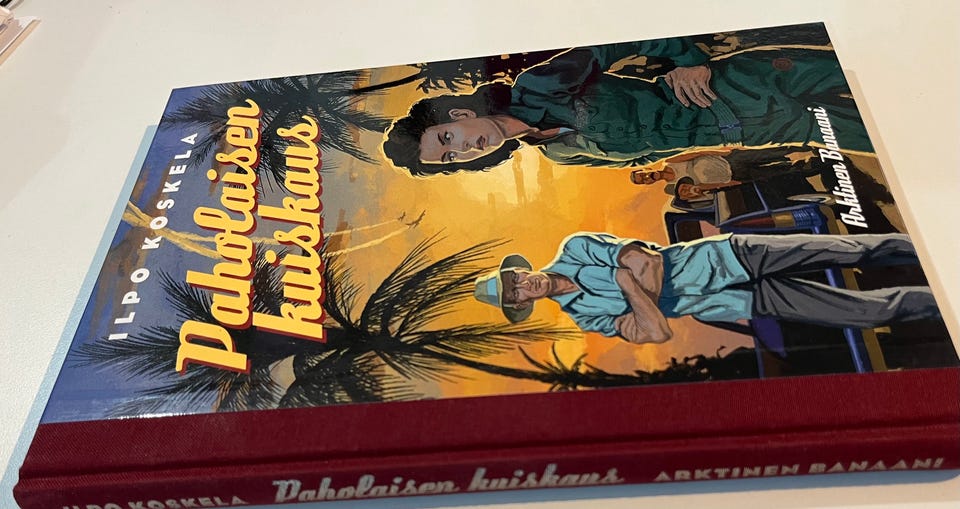 ILPO KOSKELA
Paholaisen
kuiskaus
Arktinen Banaani
ILPO KOSKELA Paholaisen kuiskaus ARKTINEN BANAANI